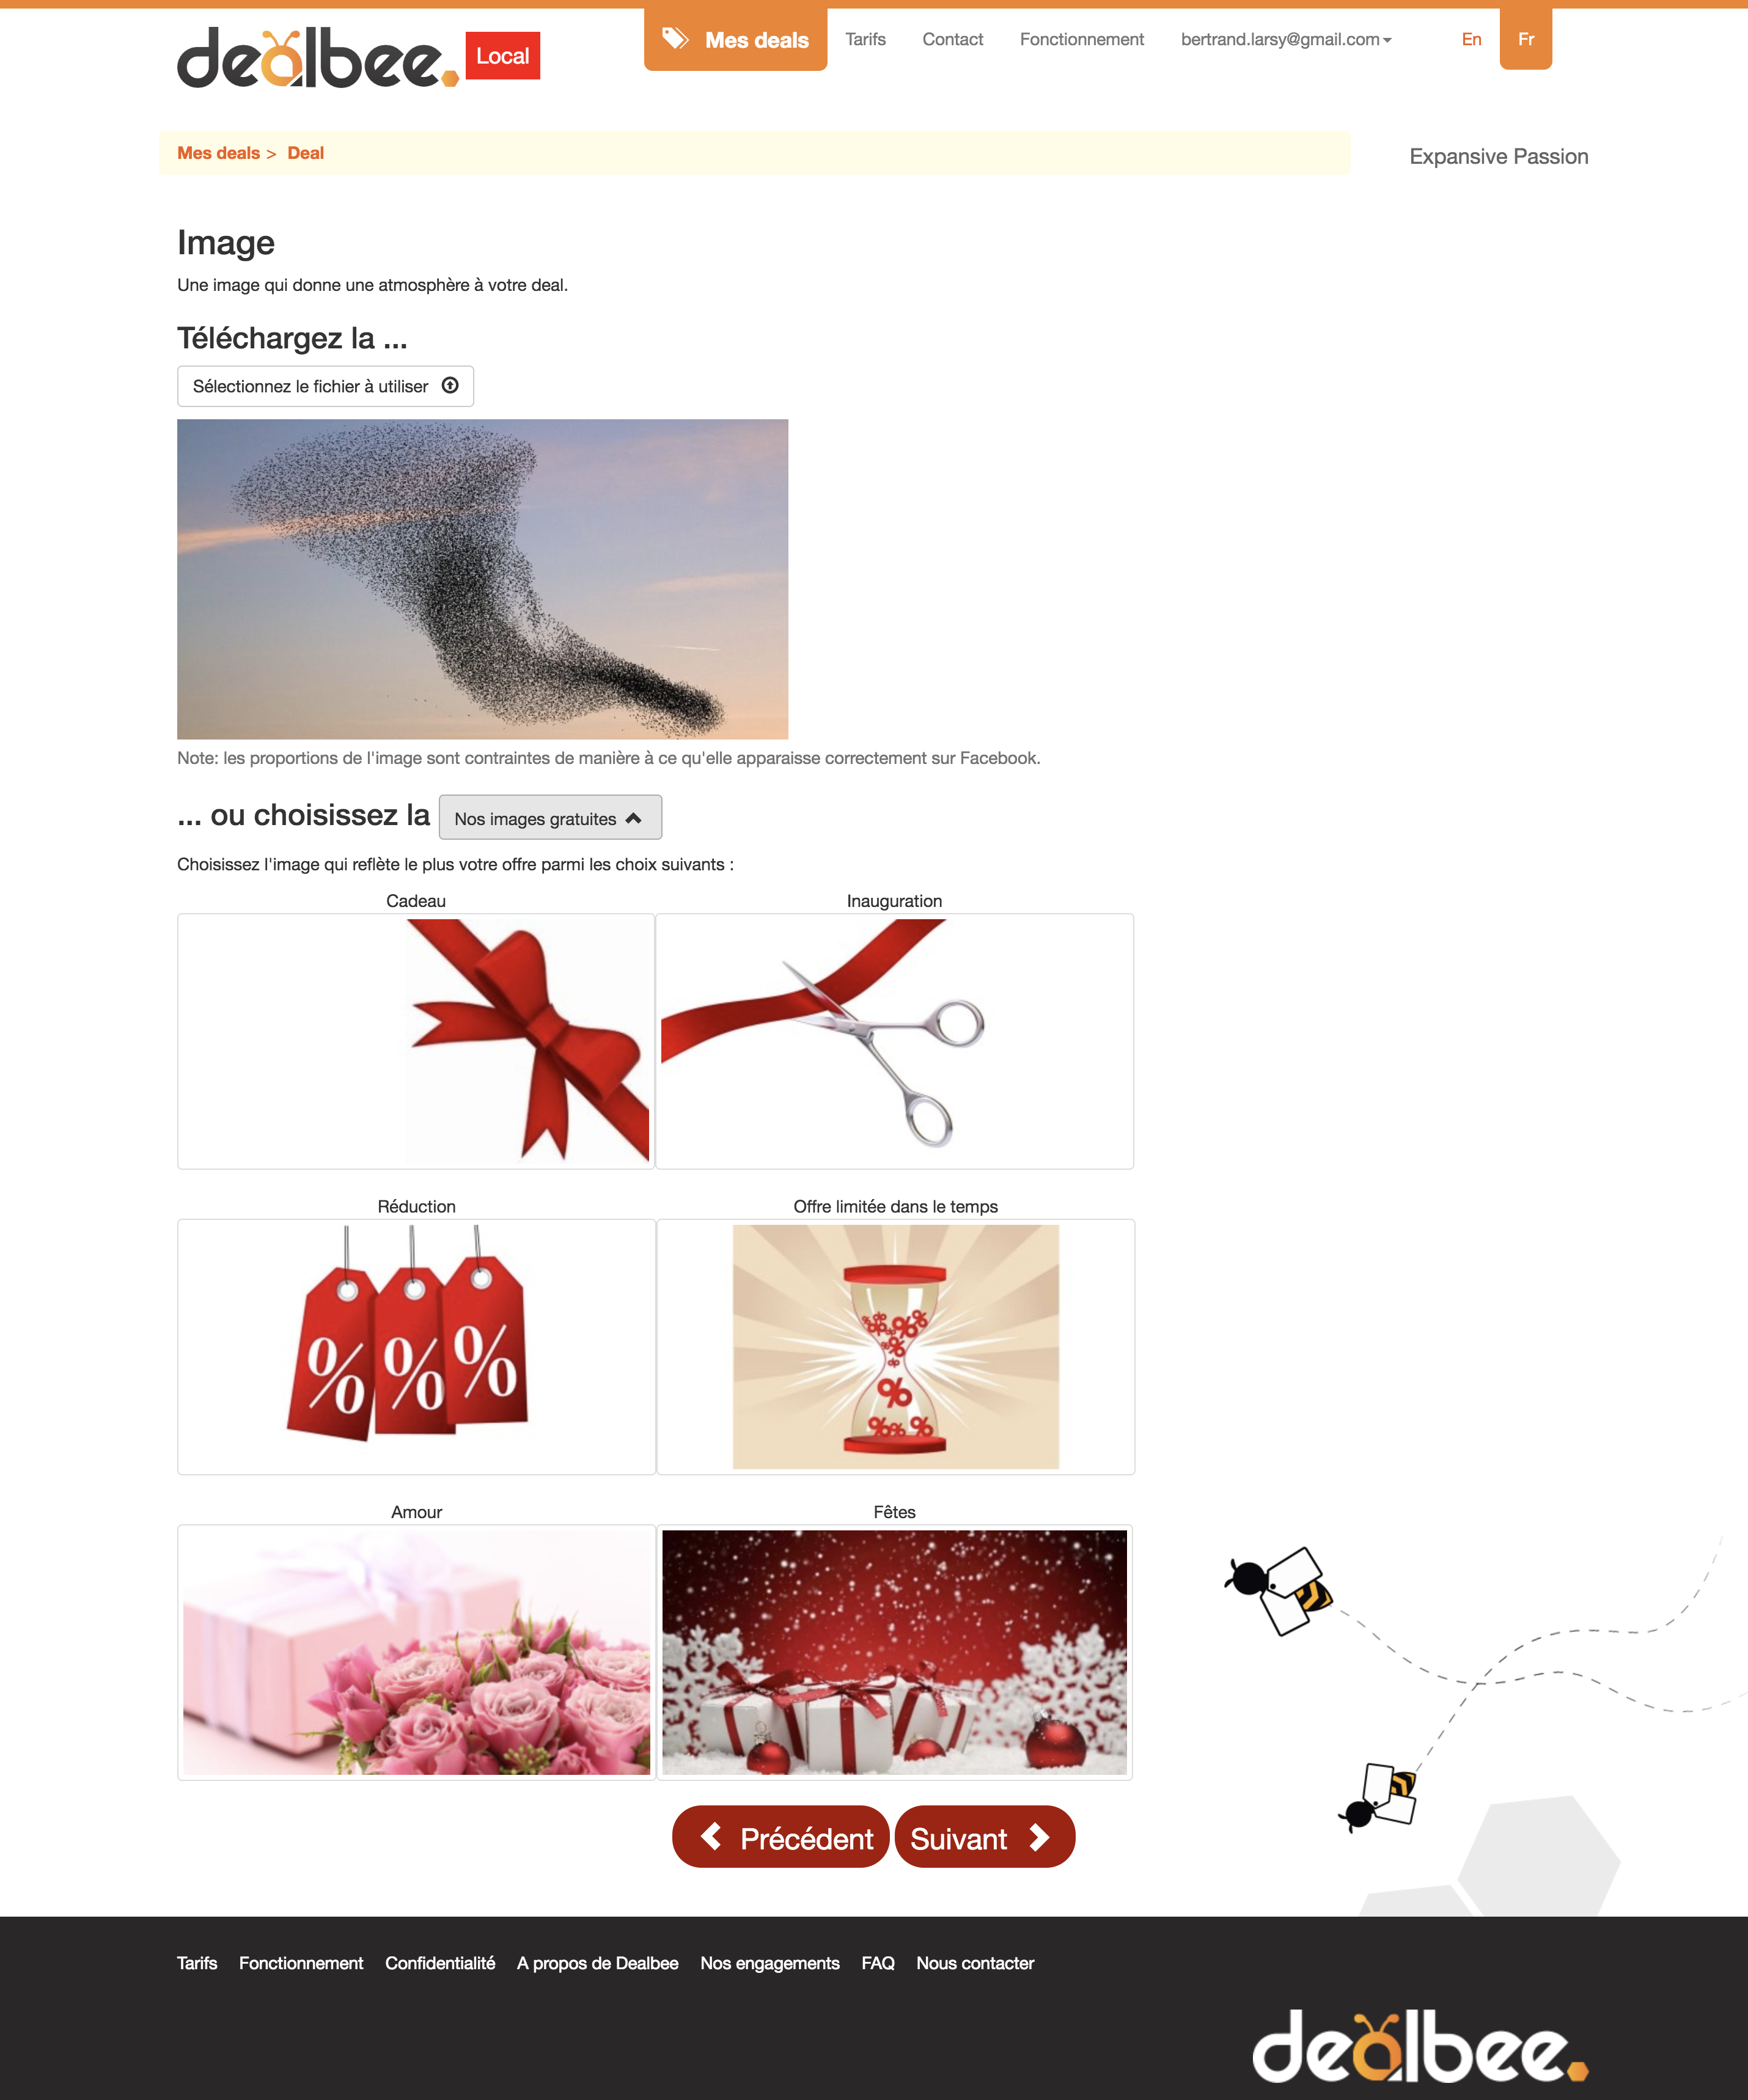 dealbee. Local
Mes deals Tarifs Contact Fonctionnement bertrand.larsy@gmail.com En Fr
Mes deals > Deal
Expansive Passion
Image
Une image qui donne une atmosphère à votre deal.
Téléchargez la ...
Sélectionnez le fichier à utiliser
Note: les proportions de l'image sont contraintes de manière à ce qu'elle apparaisse correctement sur Facebook.
... ou choisissez la Nos images gratuites
Choisissez l'image qui reflète le plus votre offre parmi les choix suivants :
Cadeau Inauguration
Réduction Offre limitée dans le temps
% % %
%
Amour Fêtes
Précédent Suivant
Tarifs Fonctionnement Confidentialité A propos de Dealbee Nos engagements FAQ Nous contacter
dealbee.